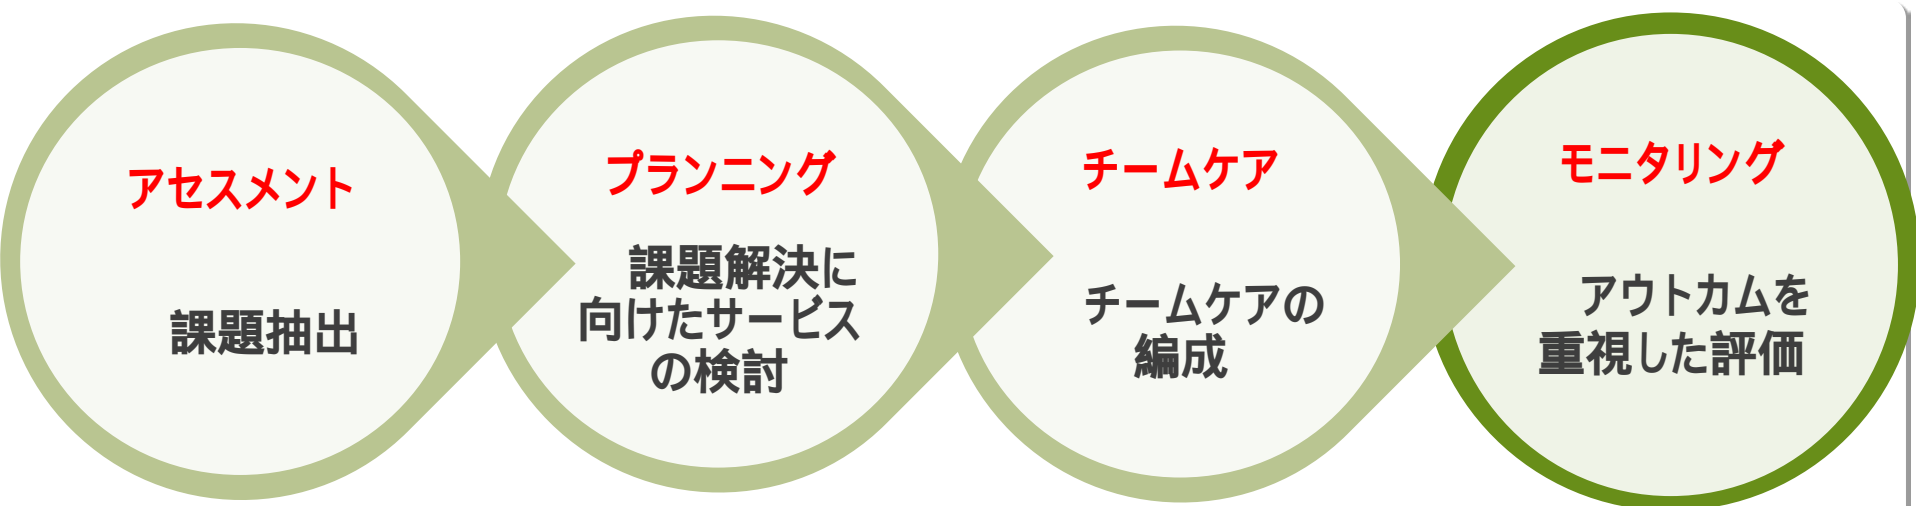 アセスメント
課題抽出
プランニング
課題解決に
向けたサービス
の検討
チームケア
チームケアの
編成
モニタリング
アウトカムを
重視した評価